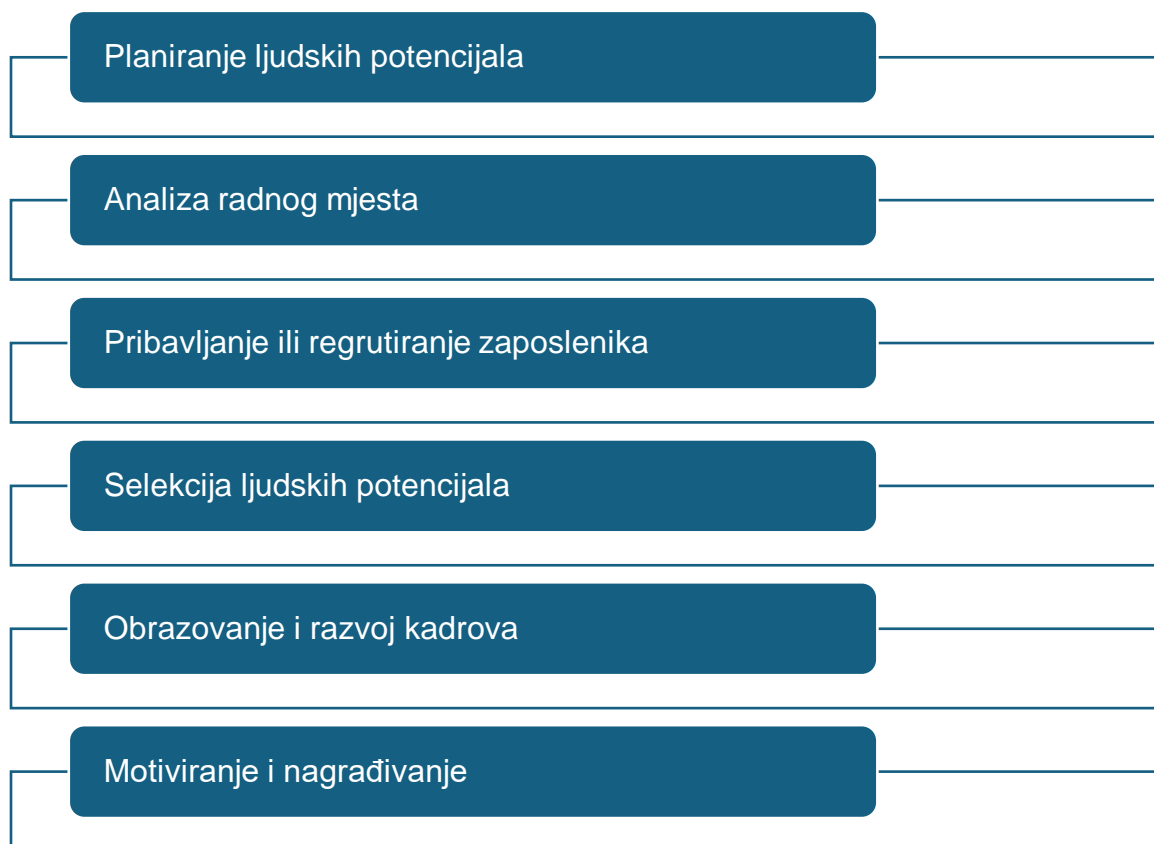 Planiranje ljudskih potencijala
Analiza radnog mjesta
Pribavljanje ili regrutiranje zaposlenika
Selekcija ljudskih potencijala
Obrazovanje i razvoj kadrova
Motiviranje i nagrađivanje